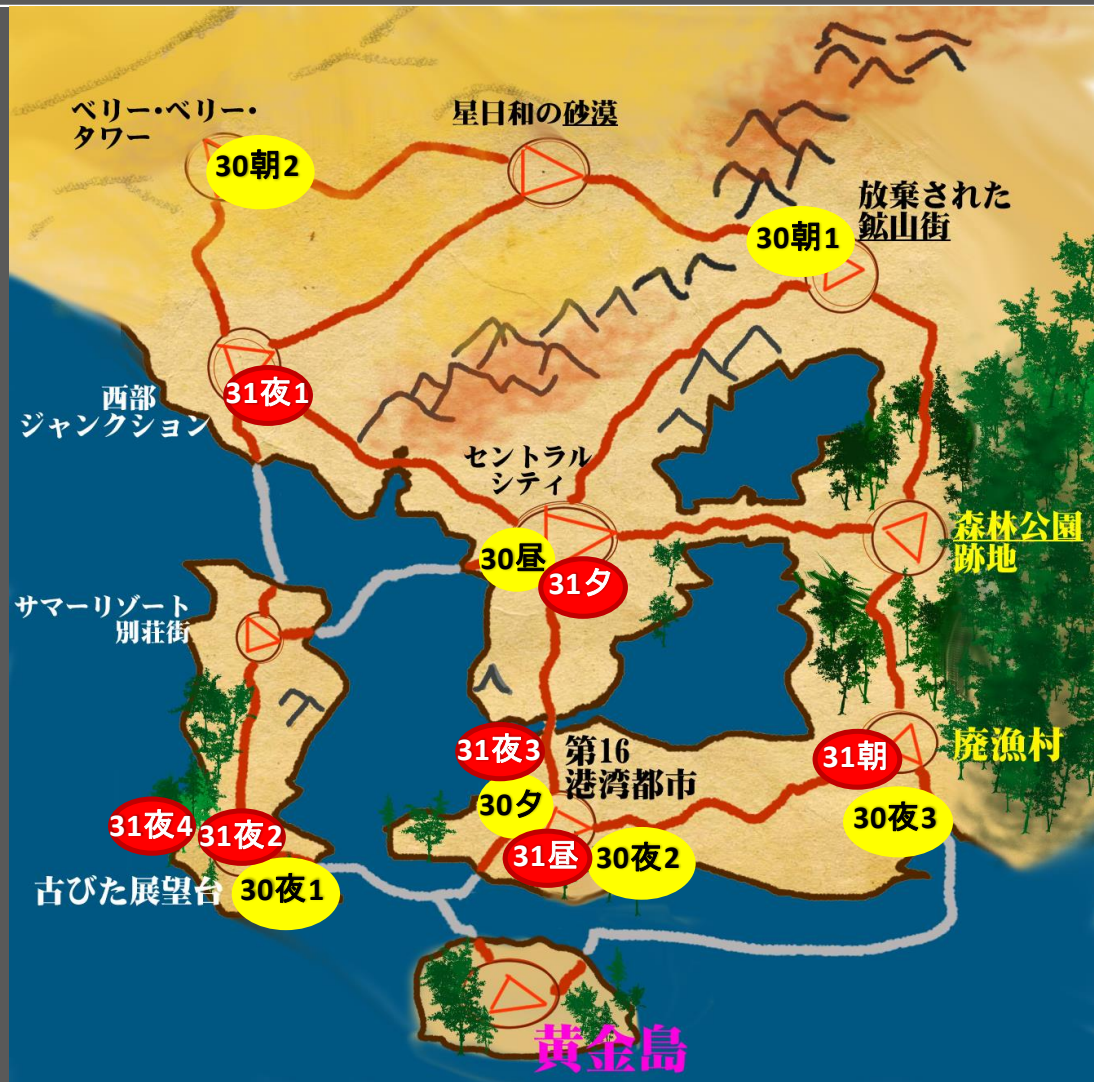 ベリー・ベリー・
タワー
30朝2
星日和の砂漠
放棄された
鉱山街
30朝1
31夜1
西部
ジャンクション
セントラル
シティ
30昼
31夕
森林公園
跡地
サマーリゾート
別荘街
31夜3
第16
港湾都市
30夕
31昼
30夜2
31朝
廃漁村
30夜3
31夜4
31夜2
古びた展望台
30夜1
黄金島